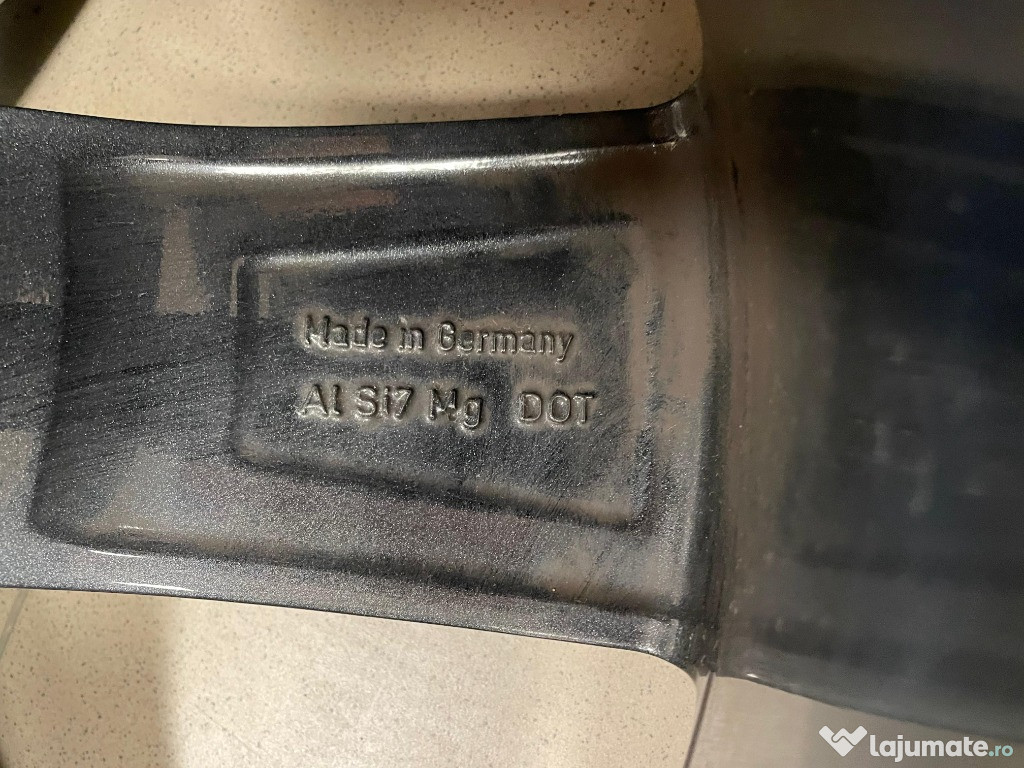 Made in Germany
Al Si7 Mg DOT
lajumate.ro